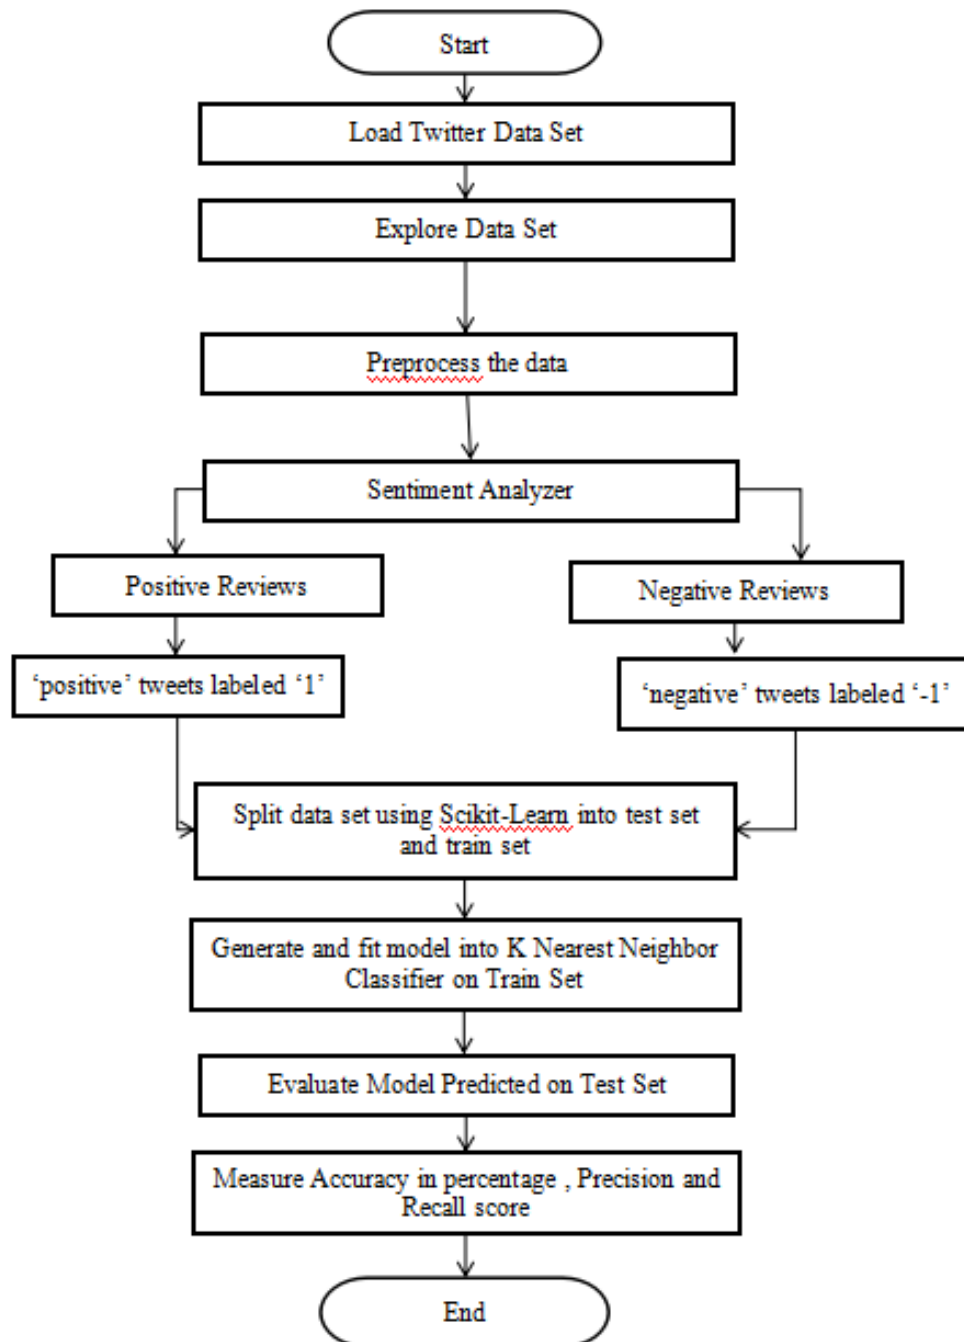 Start
Load Twitter Data Set
Explore Data Set
Preprocess the data
Sentiment Analyzer
Positive Reviews
Negative Reviews
‘positive’ tweets labeled ‘1’
‘negative’ tweets labeled ‘-1’
Split data set using Scikit-Learn into test set
and train set
Generate and fit model into K Nearest Neighbor
Classifier on Train Set
Evaluate Model Predicted on Test Set
Measure Accuracy in percentage , Precision and
Recall score
End